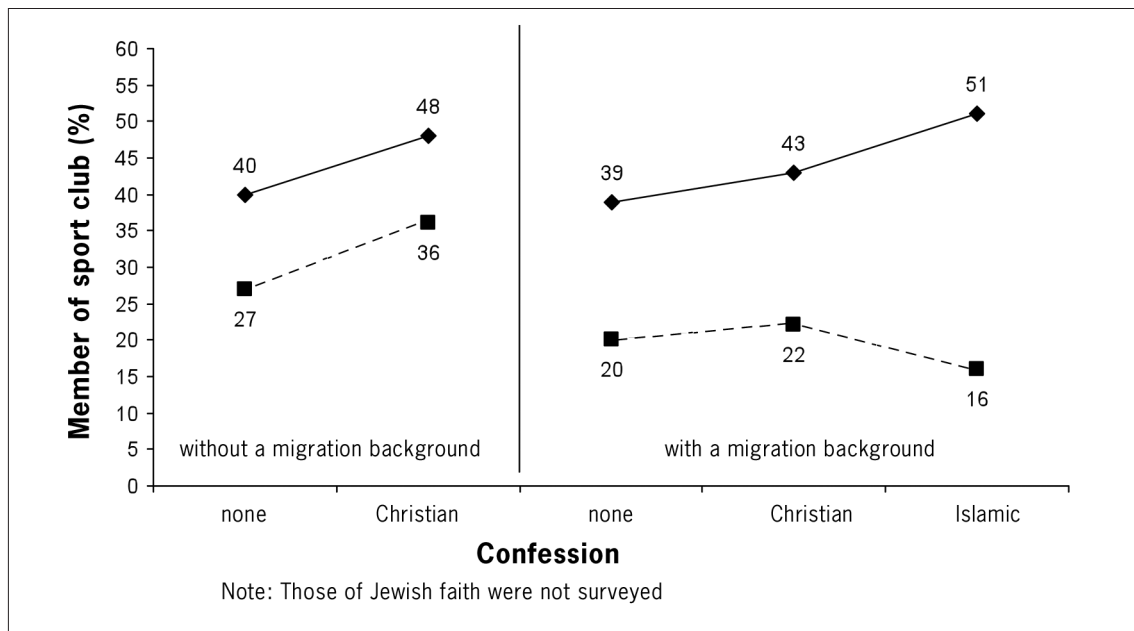 60
55
50
45
40
35
30
25
20
15
10
5
0
Member of sport club (%)
40
48
27
36
without a migration background
39
43
51
20
22
16
with a migration background
none
Christian
none
Christian
Islamic
Confession
Note: Those of Jewish faith were not surveyed